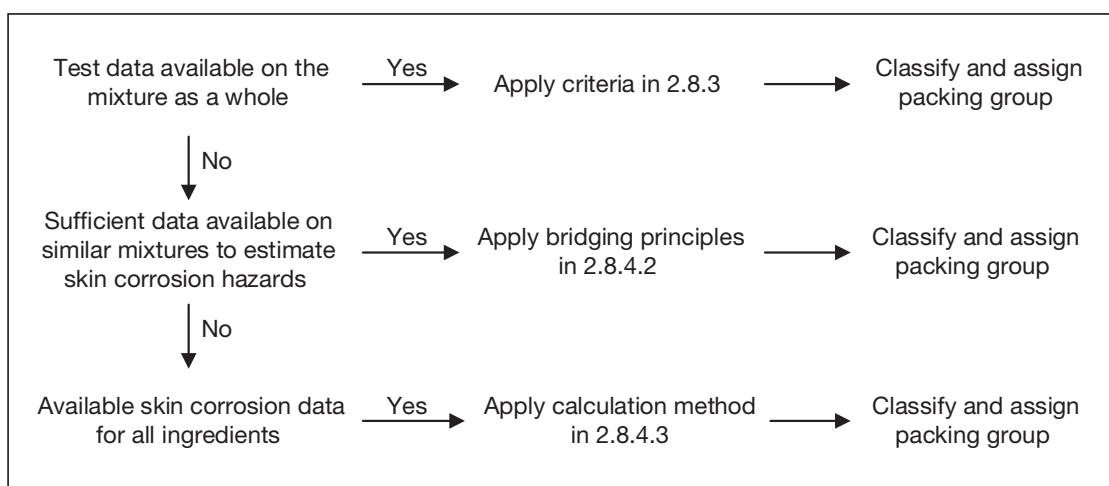 Test data available on the
mixture as a whole
Yes
Apply criteria in 2.8.3
Classify and assign
packing group
No
Sufficient data available on
similar mixtures to estimate
skin corrosion hazards
Yes
Apply bridging principles
in 2.8.4.2
Classify and assign
packing group
No
Available skin corrosion data
for all ingredients
Yes
Apply calculation method
in 2.8.4.3
Classify and assign
packing group